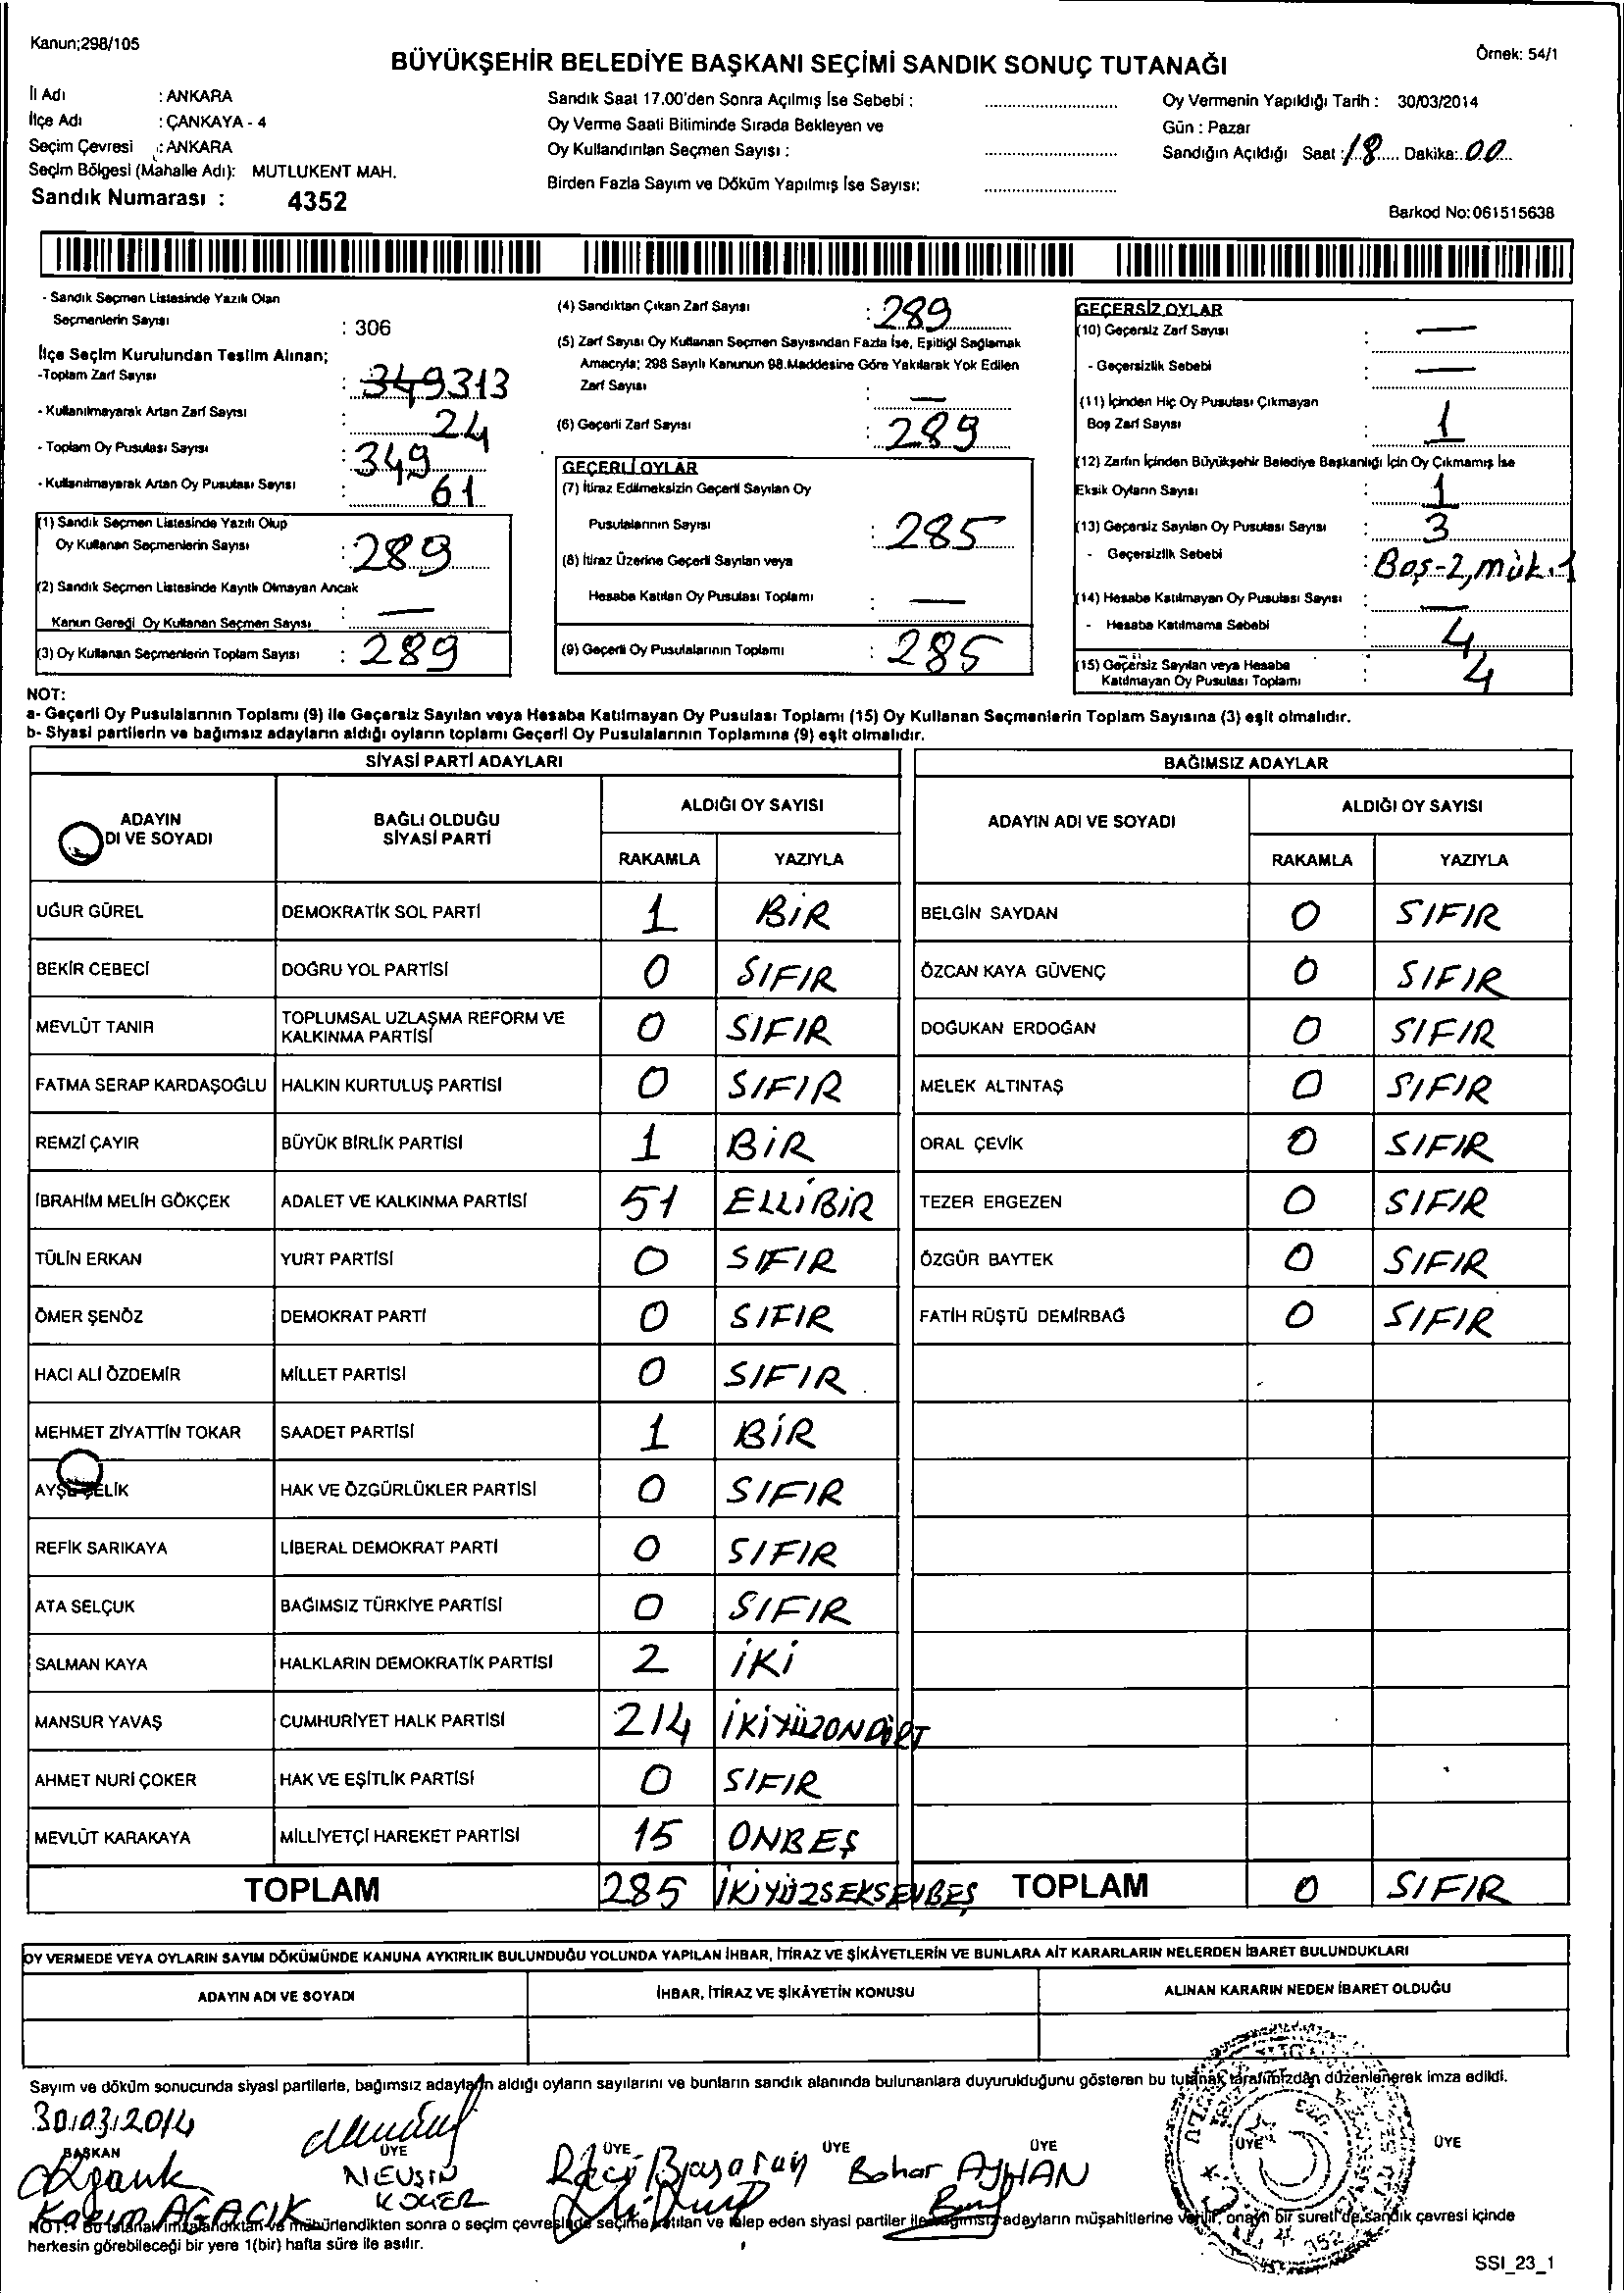 Kanun;298/105
Örnek: 54/1
BÜYÜKŞEHİR BELEDİYE BAŞKANI SEÇİMİ SANDIK SONUÇ TUTANAĞI
İl Adı : ANKARA
İlçe Adı : ÇANKAYA - 4
Seçim Çevresi : ANKARA
Seçim Bölgesi (Mahalle Adı): MUTLUKENT MAH.
Sandık Numarası : 4352
Sandık Saat 17.00'den Sonra Açılmış İse Sebebi :
Oy Verme Saati Bitiminde Sırada Bekleyen ve
Oy Kullandırılan Seçmen Sayısı :
Birden Fazla Sayım ve Döküm Yapılmış İse Sayısı:
Oy Vermenin Yapıldığı Tarih : 30/03/2014
Gün : Pazar
Sandığın Açıldığı Saat : 18 Dakika: 00
Barkod No: 061515638
- Sandık Seçmen Listesinde Yazılı Olan
Seçmenlerin Sayısı : 306
İlçe Seçim Kurulundan Teslim Alınan;
-Toplam Zarf Sayısı : 349 313
- Kullanılmayarak Artan Zarf Sayısı : 24
- Toplam Oy Pusulası Sayısı : 349
- Kullanılmayarak Artan Oy Pusulası Sayısı : 61
(1) Sandık Seçmen Listesinde Yazılı Olup
Oy Kullanan Seçmenlerin Sayısı : 289
(2) Sandık Seçmen Listesinde Kayıtlı Olmayan Ancak
Kanun Gereği Oy Kullanan Seçmen Sayısı : —
(3) Oy Kullanan Seçmenlerin Toplam Sayısı : 289
(4) Sandıktan Çıkan Zarf Sayısı : 289
(5) Zarf Sayısı Oy Kullanan Seçmen Sayısından Fazla İse, Eşitliği Sağlamak
Amacıyla; 298 Sayılı Kanunun 98.Maddesine Göre Yakılarak Yok Edilen
Zarf Sayısı : —
(6) Geçerli Zarf Sayısı : 289
GEÇERLİ OYLAR
(7) İtiraz Edilmeksizin Geçerli Sayılan Oy
Pusulalarının Sayısı : 285
(8) İtiraz Üzerine Geçerli Sayılan veya
Hesaba Katılan Oy Pusulası Toplamı : —
(9) Geçerli Oy Pusulalarının Toplamı : 285
GEÇERSİZ OYLAR
(10) Geçersiz Zarf Sayısı : —
- Geçersizlik Sebebi : —
(11) İçinden Hiç Oy Pusulası Çıkmayan
Boş Zarf Sayısı : 1
(12) Zarfın İçinden Büyükşehir Belediye Başkanlığı İçin Oy Çıkmamış İse
Eksik Oyların Sayısı : 1
(13) Geçersiz Sayılan Oy Pusulası Sayısı : 3
- Geçersizlik Sebebi : Boş-2, mük.1
(14) Hesaba Katılmayan Oy Pusulası Sayısı : —
- Hesaba Katılmama Sebebi : 4
(15) Geçersiz Sayılan veya Hesaba
Katılmayan Oy Pusulası Toplamı : 4
NOT:
a- Geçerli Oy Pusulalarının Toplamı (9) ile Geçersiz Sayılan veya Hesaba Katılmayan Oy Pusulası Toplamı (15) Oy Kullanan Seçmenlerin Toplam Sayısına (3) eşit olmalıdır.
b- Siyasi partilerin ve bağımsız adayların aldığı oyların toplamı Geçerli Oy Pusulalarının Toplamına (9) eşit olmalıdır.
SİYASİ PARTİ ADAYLARI
ADAYIN DI VE SOYADI BAĞLI OLDUĞU SİYASİ PARTİ ALDIĞI OY SAYISI
RAKAMLA YAZIYLA
UĞUR GÜREL DEMOKRATİK SOL PARTİ 1 BİR
BEKİR CEBECİ DOĞRU YOL PARTİSİ 0 SIFIR
MEVLÜT TANIR TOPLUMSAL UZLAŞMA REFORM VE KALKINMA PARTİSİ 0 SIFIR
FATMA SERAP KARDAŞOĞLU HALKIN KURTULUŞ PARTİSİ 0 SIFIR
REMZİ ÇAYIR BÜYÜK BİRLİK PARTİSİ 1 BİR
İBRAHİM MELİH GÖKÇEK ADALET VE KALKINMA PARTİSİ 51 ELLİBİR
TÜLİN ERKAN YURT PARTİSİ 0 SIFIR
ÖMER ŞENÖZ DEMOKRAT PARTİ 0 SIFIR
HACI ALİ ÖZDEMİR MİLLET PARTİSİ 0 SIFIR
MEHMET ZİYATTİN TOKAR SAADET PARTİSİ 1 BİR
AYŞE ÇELİK HAK VE ÖZGÜRLÜKLER PARTİSİ 0 SIFIR
REFİK SARIKAYA LİBERAL DEMOKRAT PARTİ 0 SIFIR
ATA SELÇUK BAĞIMSIZ TÜRKİYE PARTİSİ 0 SIFIR
SALMAN KAYA HALKLARIN DEMOKRATİK PARTİSİ 2 İKİ
MANSUR YAVAŞ CUMHURİYET HALK PARTİSİ 214 İKİYÜZONDÖRT
AHMET NURİ ÇOKER HAK VE EŞİTLİK PARTİSİ 0 SIFIR
MEVLÜT KARAKAYA MİLLİYETÇİ HAREKET PARTİSİ 15 ONBEŞ
TOPLAM 285 İKİYÜZSEKSENBEŞ
BAĞIMSIZ ADAYLAR
ADAYIN ADI VE SOYADI ALDIĞI OY SAYISI
RAKAMLA YAZIYLA
BELGİN SAYDAN 0 SIFIR
ÖZCAN KAYA GÜVENÇ 0 SIFIR
DOĞUKAN ERDOĞAN 0 SIFIR
MELEK ALTINTAŞ 0 SIFIR
ORAL ÇEVİK 0 SIFIR
TEZER ERGEZEN 0 SIFIR
ÖZGÜR BAYTEK 0 SIFIR
FATİH RÜŞTÜ DEMİRBAĞ 0 SIFIR
TOPLAM 0 SIFIR
OY VERMEDE VEYA OYLARIN SAYIM DÖKÜMÜNDE KANUNA AYKIRILIK BULUNDUĞU YOLUNDA YAPILAN İHBAR, İTİRAZ VE ŞİKÂYETLERİN VE BUNLARA AİT KARARLARIN NELERDEN İBARET BULUNDUKLARI
ADAYIN ADI VE SOYADI İHBAR, İTİRAZ VE ŞİKÂYETİN KONUSU ALINAN KARARIN NEDEN İBARET OLDUĞU
Sayım ve döküm sonucunda siyasi partilerle, bağımsız adayların aldığı oyların sayılarını ve bunların sandık alanında bulunanlara duyurulduğunu gösteren bu tutanak tarafımızdan düzenlenerek imza edildi.
30.03.2014
BAŞKAN ÜYE ÜYE ÜYE ÜYE ÜYE ÜYE
Kazım AGACIK
Raci Başaran Bahar AYHAN
NOT: Bu tutanak imzalandıktan ve mühürlendikten sonra o seçim çevresinde seçime katılan ve talep eden siyasi partiler ile bağımsız adayların müşahitlerine verilir, onaylı bir sureti de sandık çevresi içinde
herkesin görebileceği bir yere 1(bir) hafta süre ile asılır.
SSI_23_1